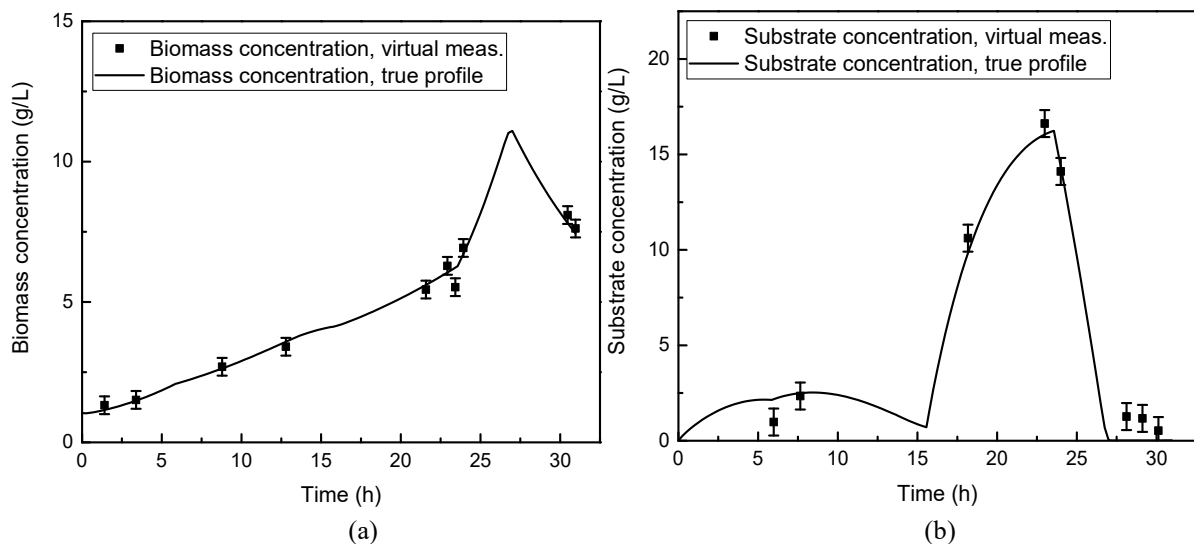 15
Biomass concentration, virtual meas.
Biomass concentration, true profile
10
5
0
Biomass concentration (g/L)
0 5 10 15 20 25 30
Time (h)
(a)
20
Substrate concentration, virtual meas.
Substrate concentration, true profile
15
10
5
0
Substrate concentration (g/L)
0 5 10 15 20 25 30
Time (h)
(b)